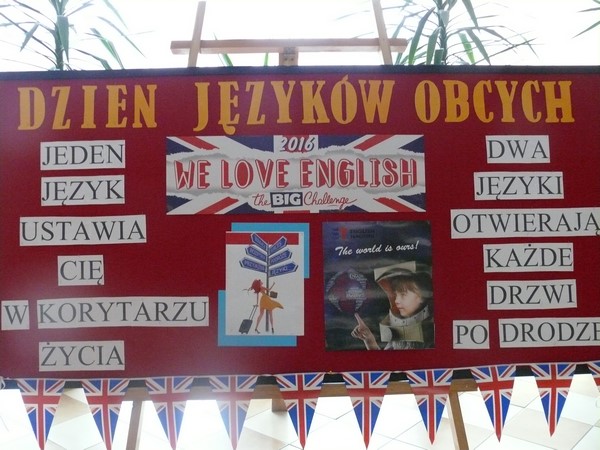 DZIEŃ JĘZYKÓW OBCYCH
JEDEN
JĘZYK
USTAWIA
CIĘ
W KORYTARZU
ŻYCIA
2016
WE LOVE ENGLISH
the BIG Challenge
The world is ours!
DWA
JĘZYKI
OTWIERAJĄ
KAŻDE
DRZWI
PO DRODZE